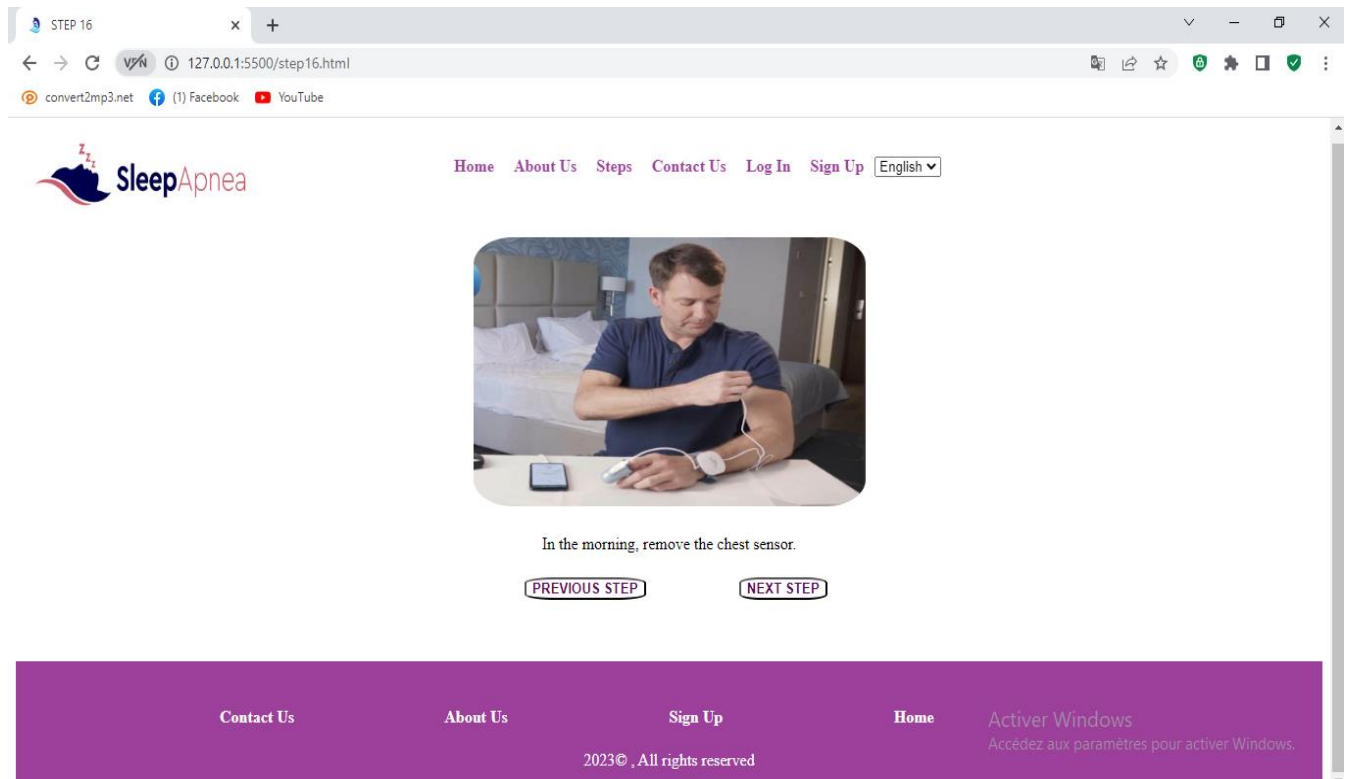 STEP 16
VPN 127.0.0.1:5500/step16.html
convert2mp3.net (1) Facebook YouTube
z z z
SleepApnea
Home About Us Steps Contact Us Log In Sign Up English
In the morning, remove the chest sensor.
PREVIOUS STEP NEXT STEP
Contact Us About Us Sign Up Home
Activer Windows
Accédez aux paramètres pour activer Windows.
2023© , All rights reserved